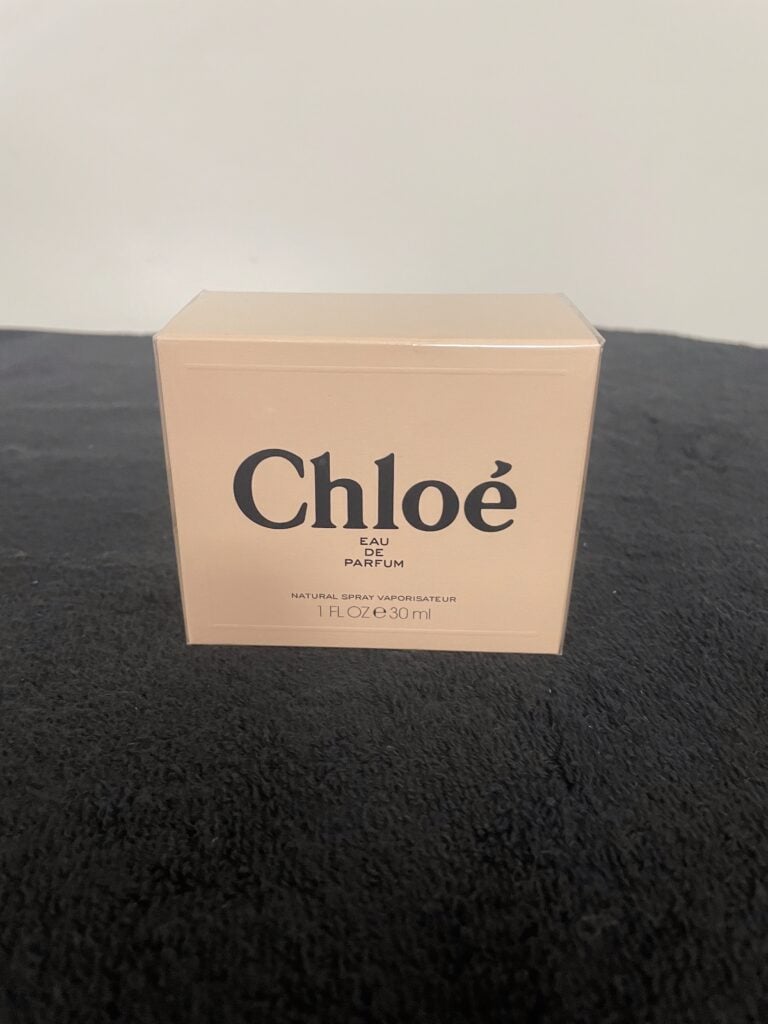 Chloé
EAU
DE
PARFUM
NATURAL SPRAY VAPORISATEUR
1 FL OZ ℮ 30 ml